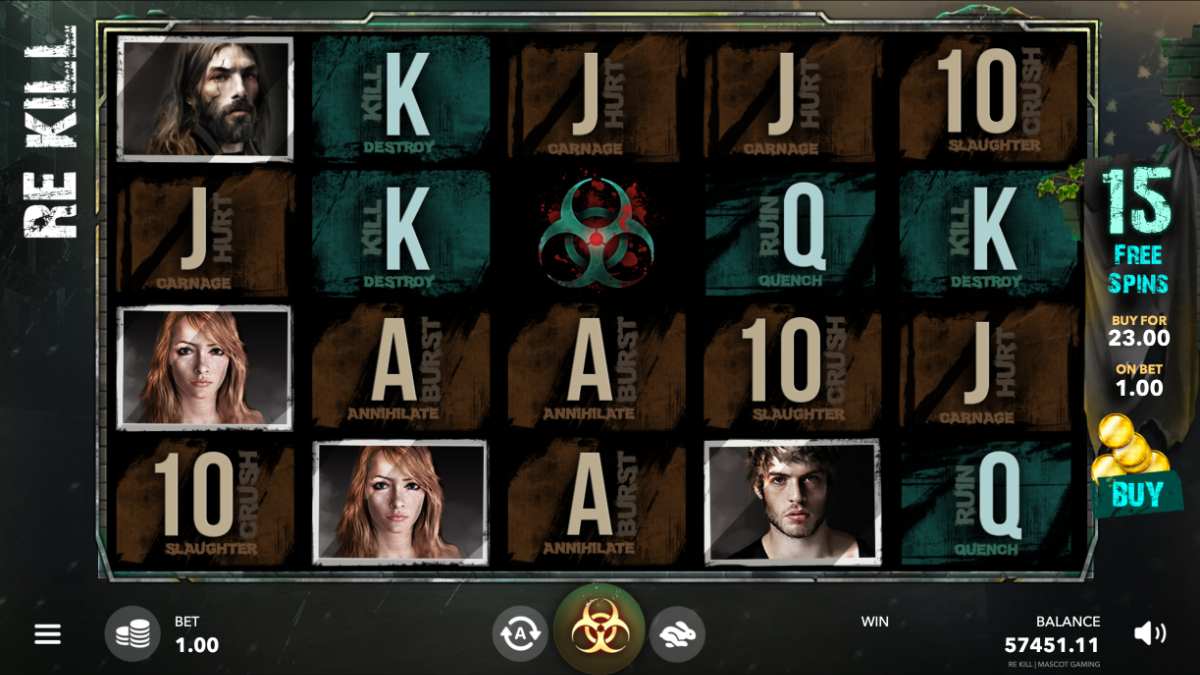 RE KILL
KILL
K
DESTROY
J
HURT
CARNAGE
J
HURT
CARNAGE
10
CRUSH
SLAUGHTER
J
HURT
CARNAGE
KILL
K
DESTROY
RUIN
Q
QUENCH
KILL
K
DESTROY
A
BURST
ANNIHILATE
A
BURST
ANNIHILATE
10
CRUSH
SLAUGHTER
J
HURT
CARNAGE
10
CRUSH
SLAUGHTER
A
BURST
ANNIHILATE
RUIN
Q
QUENCH
15
FREE
SPINS
BUY FOR
23.00
ON BET
1.00
BUY
BET
1.00
A
WIN
BALANCE
57451.11
RE KILL | MASCOT GAMING